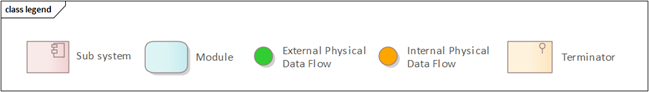 class legend
Sub system
Module
External Physical
Data Flow
Internal Physical
Data Flow
Terminator